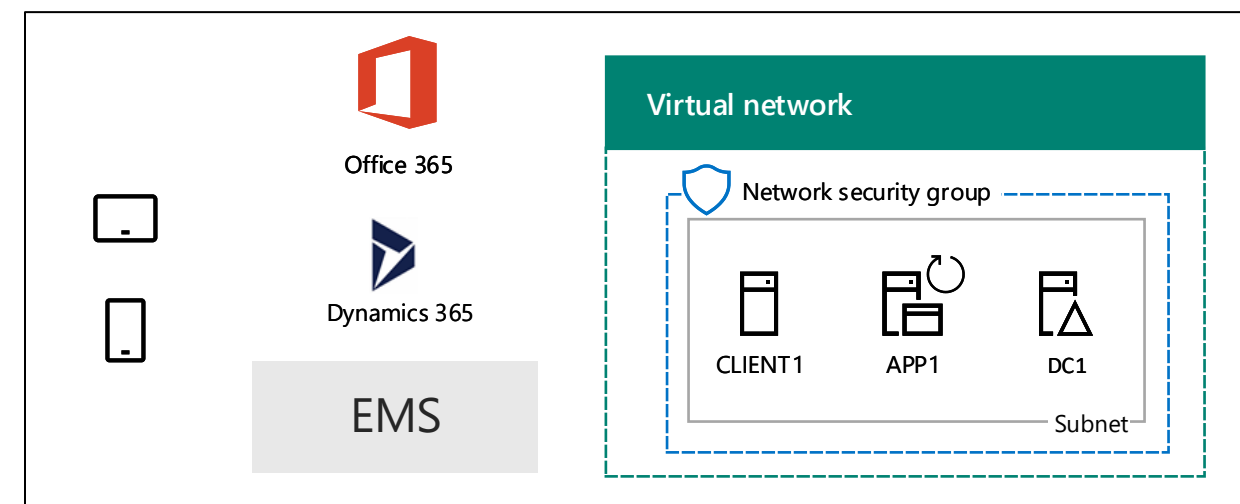 Office 365
Dynamics 365
EMS
Virtual network
Network security group
CLIENT1
APP1
DC1
Subnet